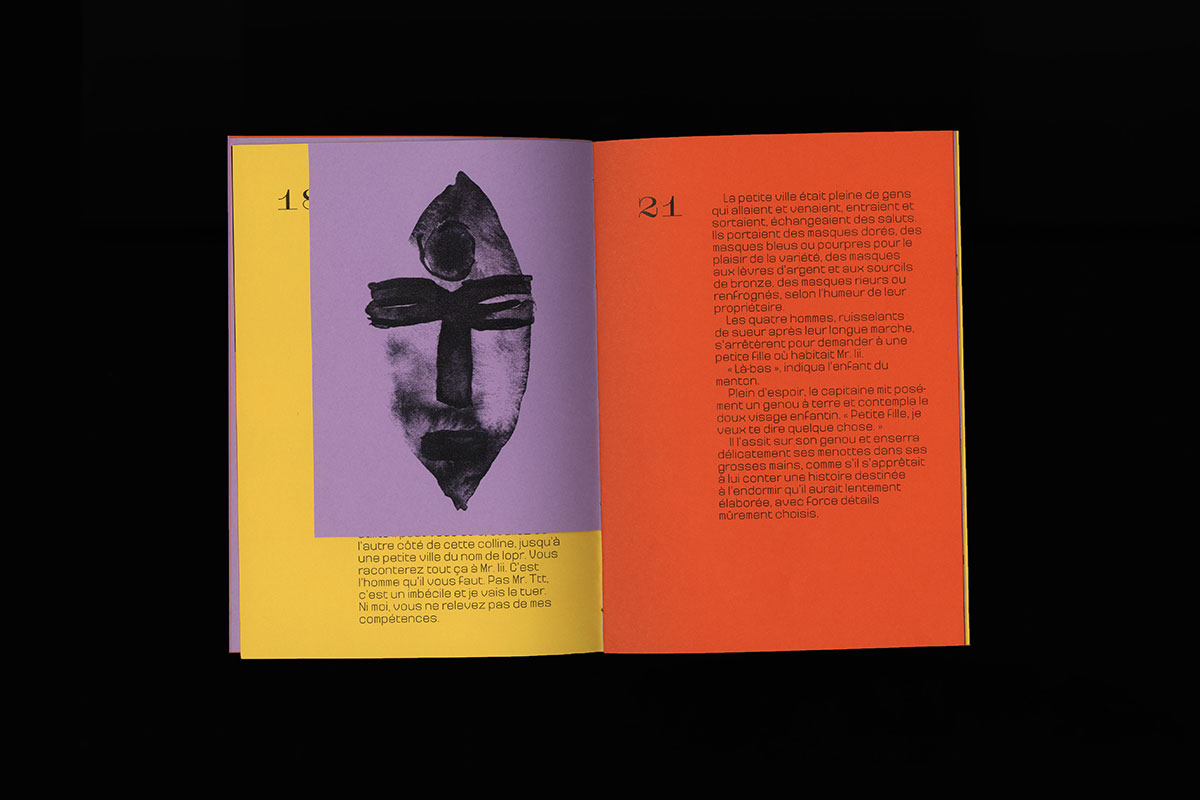 18
l'autre côté de cette colline, jusqu'à
une petite ville du nom de Iopr. Vous
raconterez tout ça à Mr. Iii. C'est
l'homme qu'il vous faut. Pas Mr. Ttt,
c'est un imbécile et je vais le tuer.
Ni moi, vous ne relevez pas de mes
compétences.
21
La petite ville était pleine de gens
qui allaient et venaient, entraient et
sortaient, échangeaient des saluts.
Ils portaient des masques dorés, des
masques bleus ou pourpres pour le
plaisir de la variété, des masques
aux lèvres d'argent et aux sourcils
de bronze, des masques rieurs ou
renfrognés, selon l'humeur de leur
propriétaire.
Les quatre hommes, ruisselants
de sueur après leur longue marche,
s'arrêtèrent pour demander à une
petite fille où habitait Mr. Iii.
« Là-bas », indiqua l'enfant du
menton.
Plein d'espoir, le capitaine mit posé-
ment un genou à terre et contempla le
doux visage enfantin. « Petite fille, je
veux te dire quelque chose. »
Il l'assit sur son genou et enserra
délicatement ses menottes dans ses
grosses mains, comme s'il s'apprêtait
à lui conter une histoire destinée
à l'endormir qu'il aurait lentement
élaborée, avec force détails
mûrement choisis.